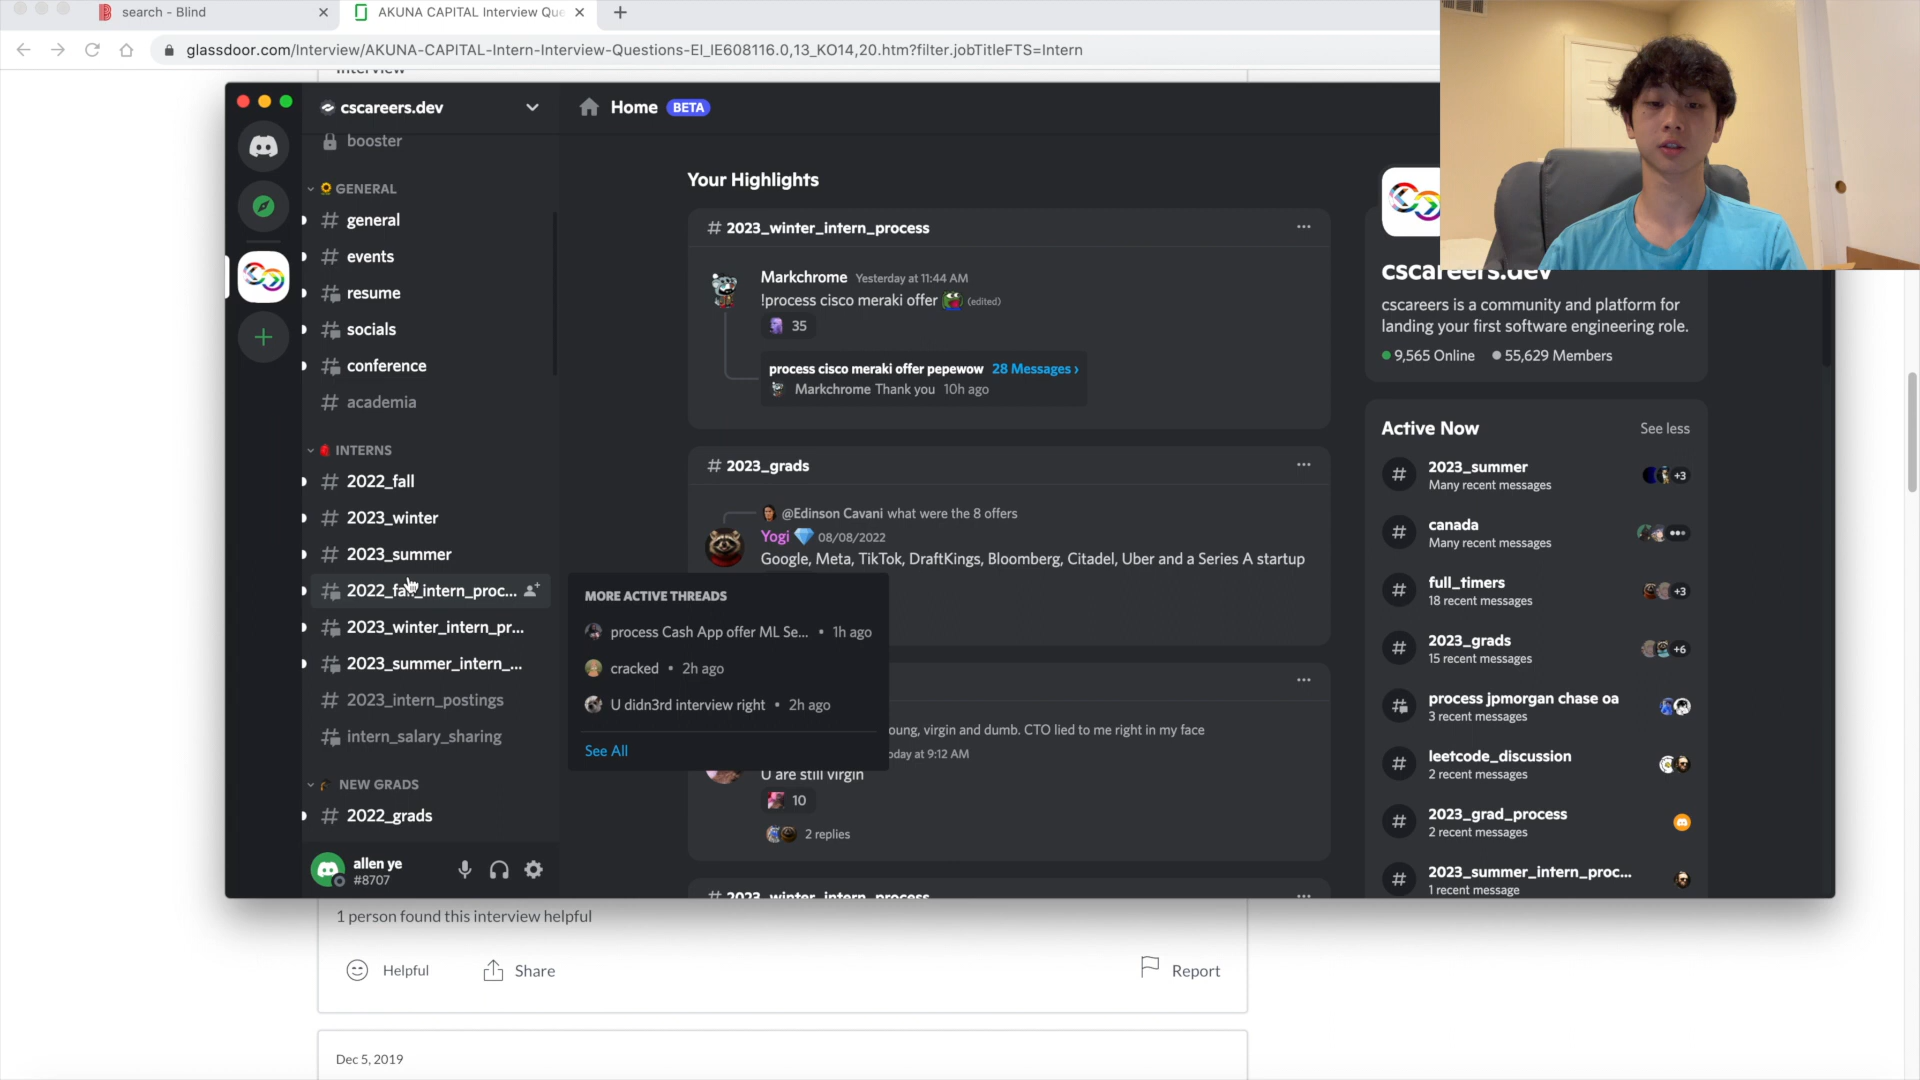 search - Blind
AKUNA CAPITAL Interview Que
glassdoor.com/Interview/AKUNA-CAPITAL-Intern-Interview-Questions-EI_IE608116.0,13_KO14,20.htm?filter.jobTitleFTS=Intern
Interview
cscareers.dev
booster
GENERAL
general
events
resume
socials
conference
academia
INTERNS
2022_fall
2023_winter
2023_summer
2022_fall_intern_proc...
2023_winter_intern_pr...
2023_summer_intern_...
2023_intern_postings
intern_salary_sharing
NEW GRADS
2022_grads
allen ye
#8707
Home BETA
Your Highlights
# 2023_winter_intern_process
Markchrome Yesterday at 11:44 AM
!process cisco meraki offer (edited)
35
process cisco meraki offer pepewow 28 Messages ›
Markchrome Thank you 10h ago
# 2023_grads
@Edinson Cavani what were the 8 offers
Yogi 08/08/2022
Google, Meta, TikTok, DraftKings, Bloomberg, Citadel, Uber and a Series A startup
MORE ACTIVE THREADS
process Cash App offer ML Se... • 1h ago
cracked • 2h ago
U didn3rd interview right • 2h ago
See All
oung, virgin and dumb. CTO lied to me right in my face
oday at 9:12 AM
U are still virgin
10
2 replies
# 2023_winter_intern_process
cscareers.dev
cscareers is a community and platform for
landing your first software engineering role.
9,565 Online 55,629 Members
Active Now See less
2023_summer
Many recent messages
+3
canada
Many recent messages
full_timers
18 recent messages
+3
2023_grads
15 recent messages
+6
process jpmorgan chase oa
3 recent messages
leetcode_discussion
2 recent messages
2023_grad_process
2 recent messages
2023_summer_intern_proc...
1 recent message
1 person found this interview helpful
Helpful Share Report
Dec 5, 2019